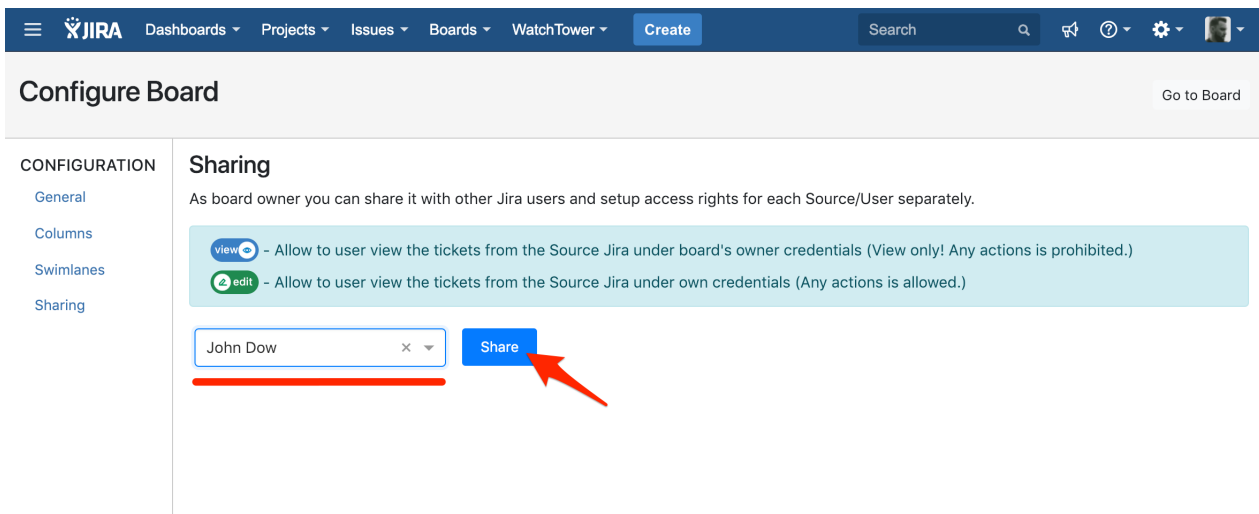 JIRA Dashboards Projects Issues Boards WatchTower Create Search
Configure Board
Go to Board
CONFIGURATION
General
Columns
Swimlanes
Sharing
Sharing
As board owner you can share it with other Jira users and setup access rights for each Source/User separately.
view - Allow to user view the tickets from the Source Jira under board's owner credentials (View only! Any actions is prohibited.)
edit - Allow to user view the tickets from the Source Jira under own credentials (Any actions is allowed.)
John Dow
Share